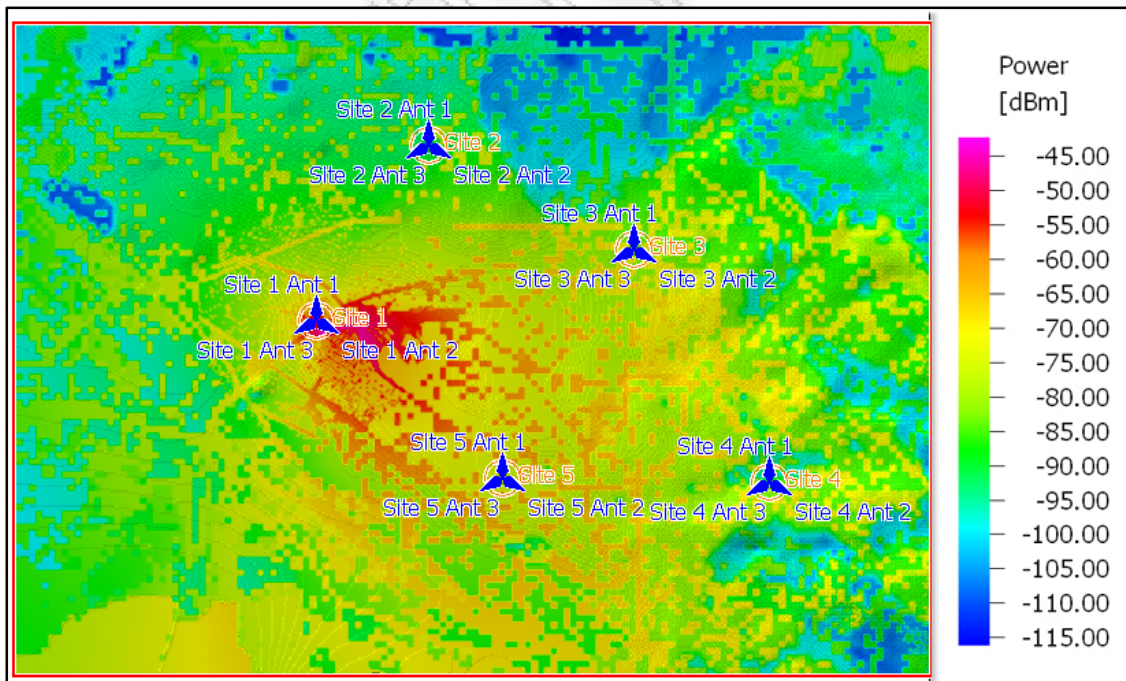 Power
[dBm]
-45.00
-50.00
-55.00
-60.00
-65.00
-70.00
-75.00
-80.00
-85.00
-90.00
-95.00
-100.00
-105.00
-110.00
-115.00
Site 2 Ant 1
Site 2
Site 2 Ant 3 Site 2 Ant 2
Site 3 Ant 1
Site 3
Site 3 Ant 3 Site 3 Ant 2
Site 1 Ant 1
Site 1
Site 1 Ant 3 Site 1 Ant 2
Site 5 Ant 1
Site 5
Site 5 Ant 3 Site 5 Ant 2
Site 4 Ant 1
Site 4
Site 4 Ant 3 Site 4 Ant 2